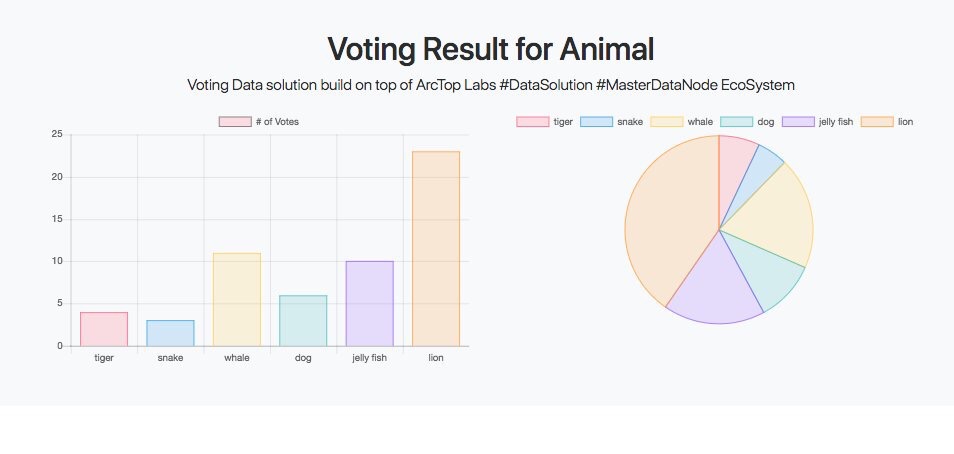 Voting Result for Animal
Voting Data solution build on top of ArcTop Labs #DataSolution #MasterDataNode EcoSystem
# of Votes
25
20
15
10
5
0
tiger snake whale dog jelly fish lion
tiger snake whale dog jelly fish lion